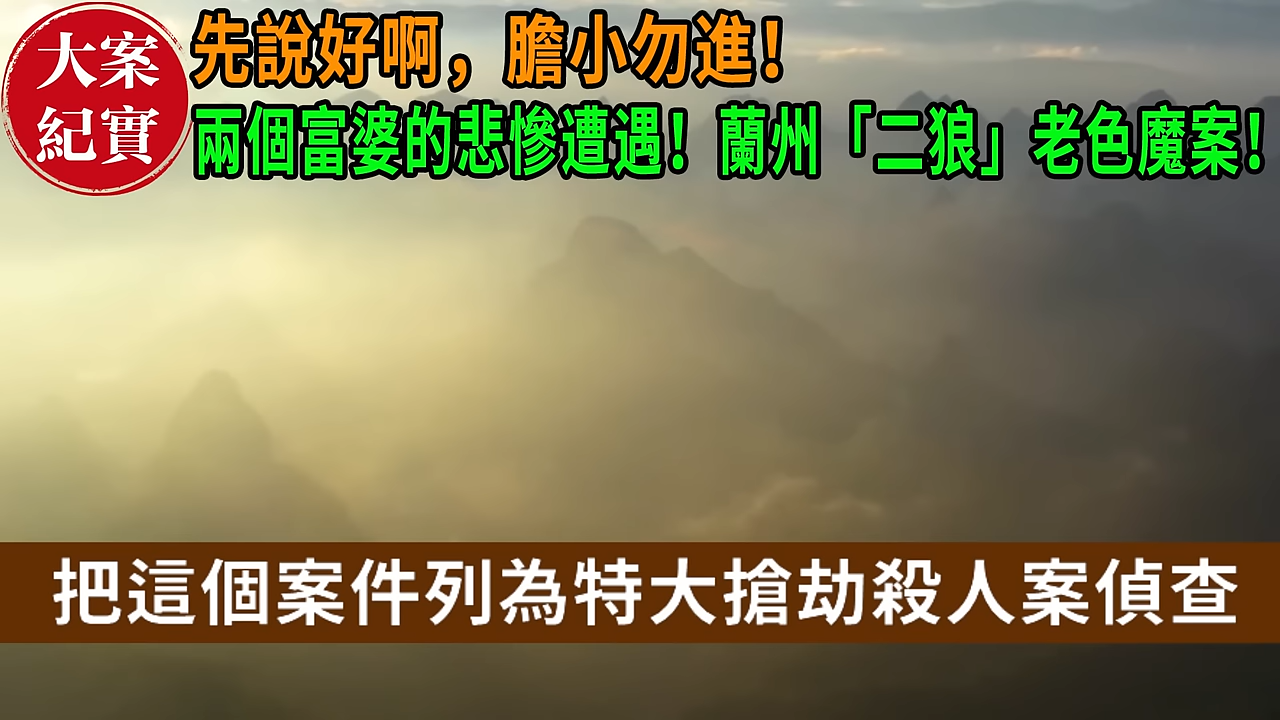 大案
紀實
先說好啊，膽小勿進！
兩個富婆的悲慘遭遇！蘭州「二狼」老色魔案！
把這個案件列為特大搶劫殺人案偵查